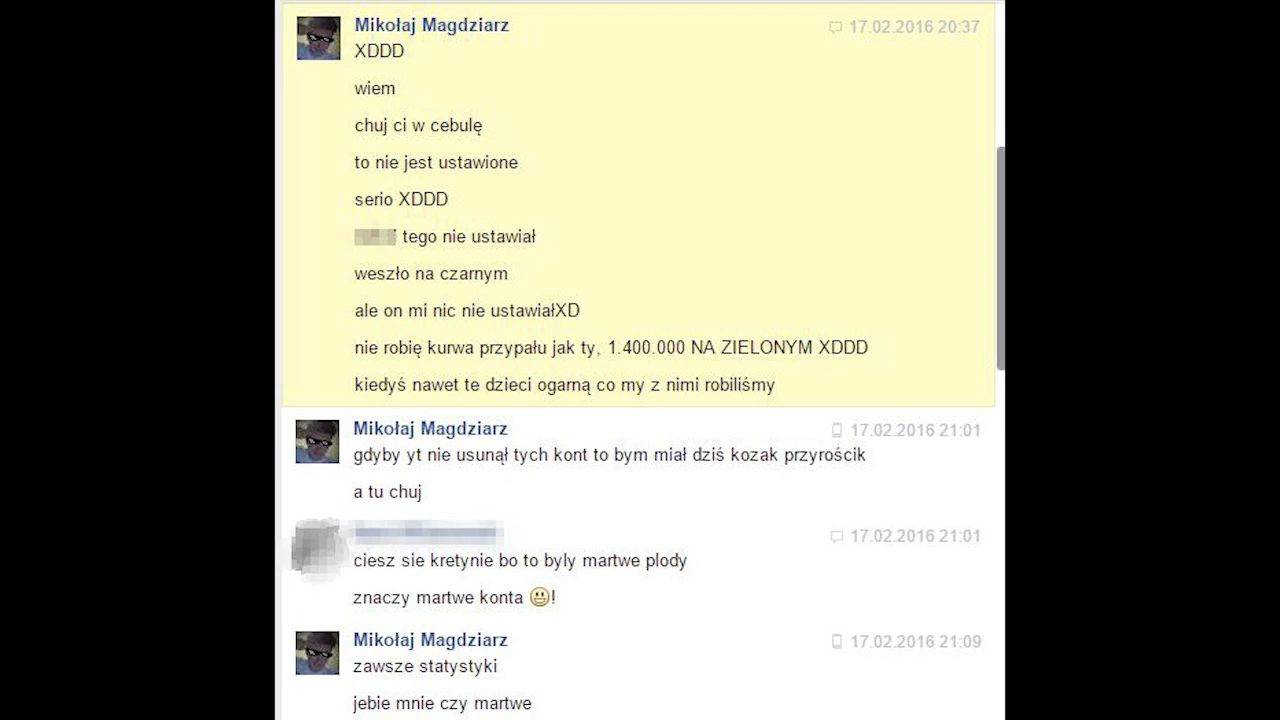 Mikołaj Magdziarz 17.02.2016 20:37
XDDD
wiem
chuj ci w cebulę
to nie jest ustawione
serio XDDD
tego nie ustawiał
weszło na czarnym
ale on mi nic nie ustawiałXD
nie robię kurwa przypału jak ty, 1.400.000 NA ZIELONYM XDDD
kiedyś nawet te dzieci ogarną co my z nimi robiliśmy
Mikołaj Magdziarz 17.02.2016 21:01
gdyby yt nie usunął tych kont to bym miał dziś kozak przyrościk
a tu chuj
17.02.2016 21:01
ciesz sie kretynie bo to byly martwe plody
znaczy martwe konta 😃!
Mikołaj Magdziarz 17.02.2016 21:09
zawsze statystyki
jebie mnie czy martwe